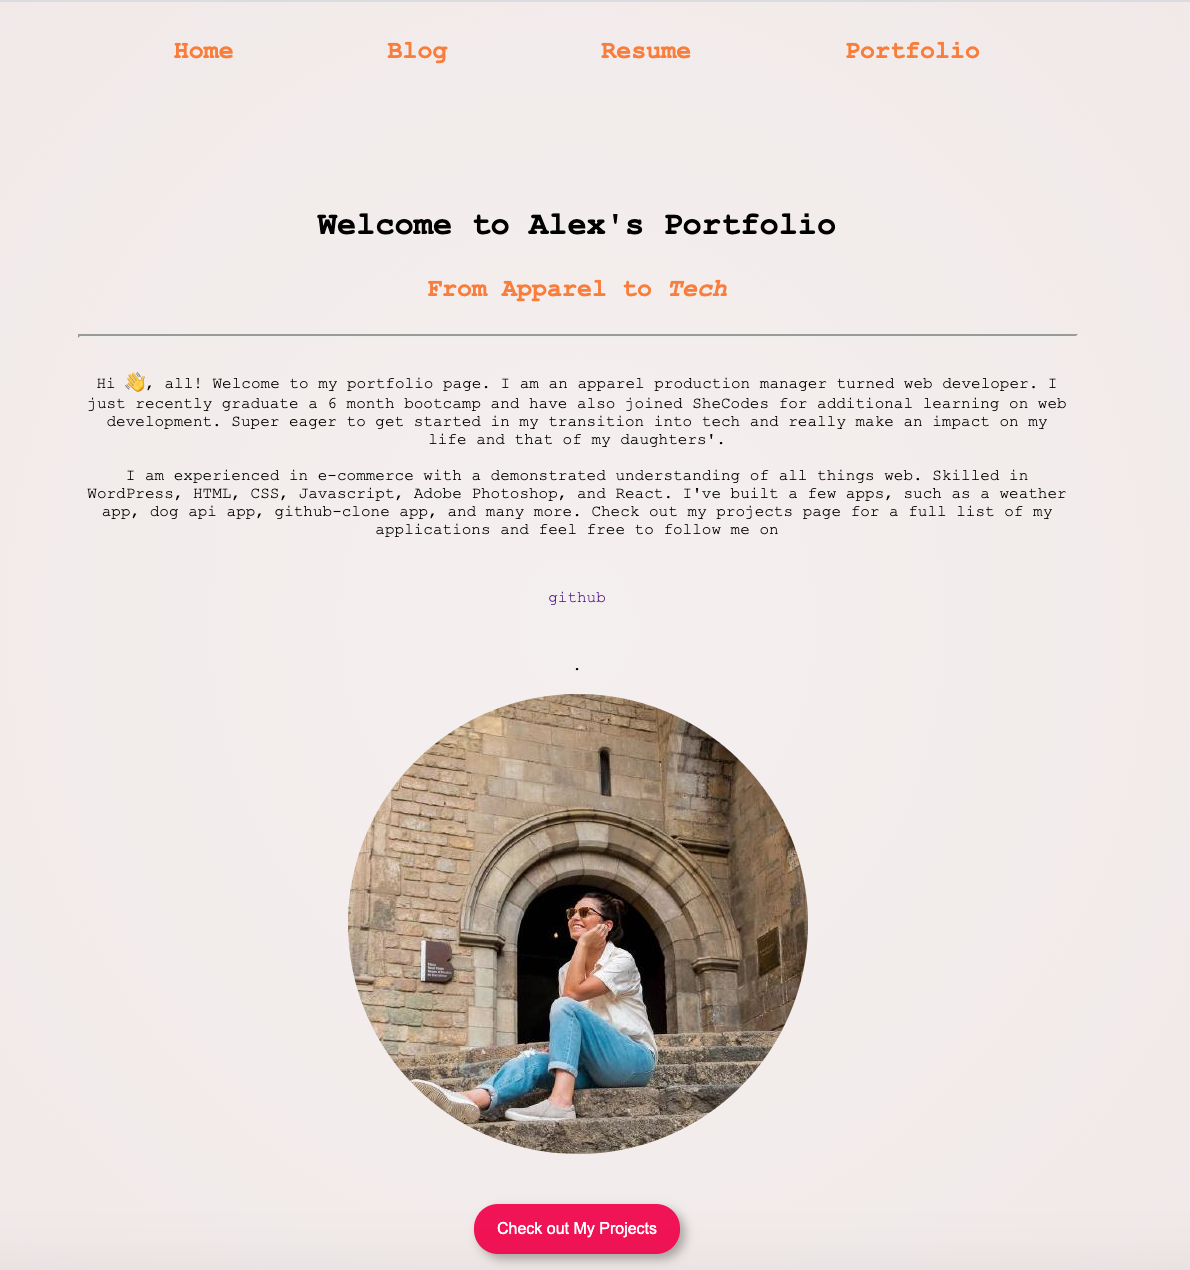 Home Blog Resume Portfolio
Welcome to Alex's Portfolio
From Apparel to Tech
Hi 👋, all! Welcome to my portfolio page. I am an apparel production manager turned web developer. I
just recently graduate a 6 month bootcamp and have also joined SheCodes for additional learning on web
development. Super eager to get started in my transition into tech and really make an impact on my
life and that of my daughters'.
I am experienced in e-commerce with a demonstrated understanding of all things web. Skilled in
WordPress, HTML, CSS, Javascript, Adobe Photoshop, and React. I've built a few apps, such as a weather
app, dog api app, github-clone app, and many more. Check out my projects page for a full list of my
applications and feel free to follow me on
github
.
Check out My Projects